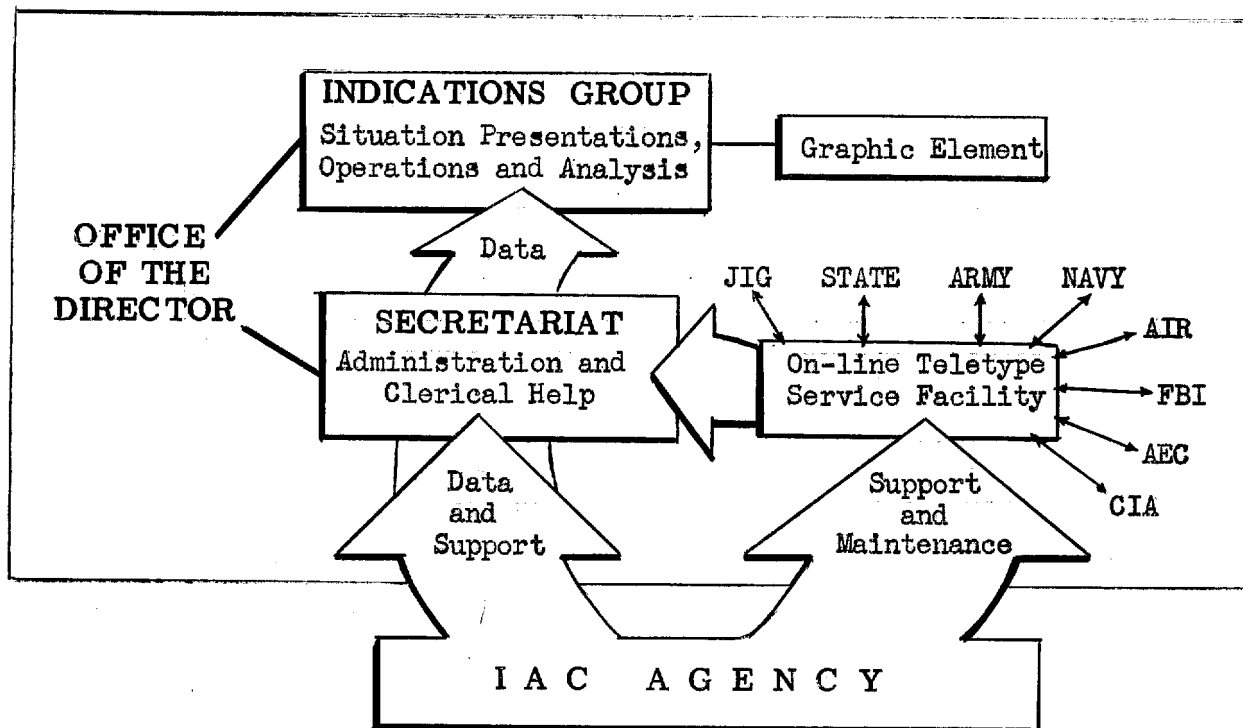 INDICATIONS GROUP
Situation Presentations,
Operations and Analysis
Graphic Element
OFFICE
OF THE
DIRECTOR
Data
JIG
STATE
ARMY
NAVY
AIR
FBI
AEC
CIA
SECRETARIAT
Administration and
Clerical Help
On-line Teletype
Service Facility
Data
and
Support
Support
and
Maintenance
IAC AGENCY